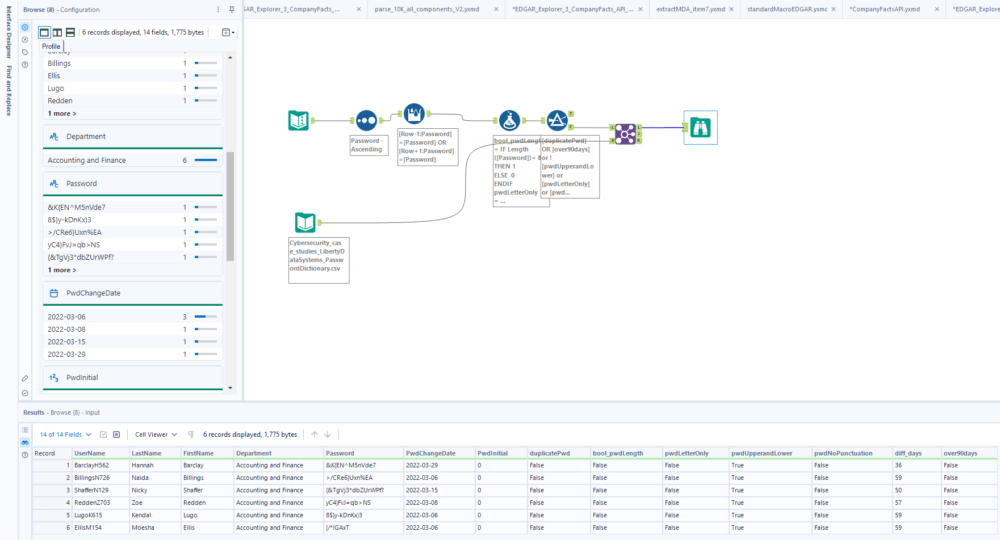 Interface Designer
Find and Replace
Browse (8) - Configuration
6 records displayed, 14 fields, 1,775 bytes
Profile
Barclay 1
Billings 1
Ellis 1
Lugo 1
Redden 1
1 more >
Department
Accounting and Finance 6
Password
&K{EN^M5nVde7 1
8$}y-kDnKx)3 1
>/CRe6}Uxn%EA 1
yC4}FvJ=qb>NS 1
{&TgVj3*dbZUrWPf? 1
1 more >
PwdChangeDate
2022-03-06 3
2022-03-08 1
2022-03-15 1
2022-03-29 1
123 PwdInitial
GAR_Explorer_3_CompanyFacts_...
parse_10K_all_components_V2.yxmd
*EDGAR_Explorer_3_CompanyFacts_API_...
extractMDA_item7.yxmd
standardMacroEDGAR.yxmc
*CompanyFactsAPI.yxmd
*EDGAR_Explore
Password -
Ascending
[Row-1:Password]
=[Password] OR
[Row+1:Password]
=[Password]
bool_pwdLengt
= IF Length
([Password]) < 8
THEN 1
ELSE 0
ENDIF
pwdLetterOnly
= ...
[duplicatePwd]
OR [over90days]
or !
[pwdUpperandLo
wer] or
[pwdLetterOnly]
or [pwd...
T
F
L
R
L
J
R
Cybersecurity_cas
e_studies_LibertyD
ataSystems_Passw
ordDictionary.csv
Results - Browse (8) - Input
14 of 14 Fields Cell Viewer 6 records displayed, 1,775 bytes
Record UserName LastName FirstName Department Password PwdChangeDate PwdInitial duplicatePwd bool_pwdLength pwdLetterOnly pwdUpperandLower pwdNoPunctuation diff_days over90days
1 BarclayH562 Hannah Barclay Accounting and Finance &K{EN^M5nVde7 2022-03-29 0 False False False True False 36 False
2 BillingsN726 Naida Billings Accounting and Finance >/CRe6}Uxn%EA 2022-03-06 0 False False False True False 59 False
3 ShafferN129 Nicky Shaffer Accounting and Finance {&TgVj3*dbZUrWPf? 2022-03-15 0 False False False True False 50 False
4 ReddenZ703 Zoe Redden Accounting and Finance yC4}FvJ=qb>NS 2022-03-08 0 False False False True False 57 False
5 LugoK615 Kendal Lugo Accounting and Finance 8$}y-kDnKx)3 2022-03-06 0 False False False True False 59 False
6 EllisM154 Moesha Ellis Accounting and Finance }/*!GAxT 2022-03-06 0 False False False True False 59 False